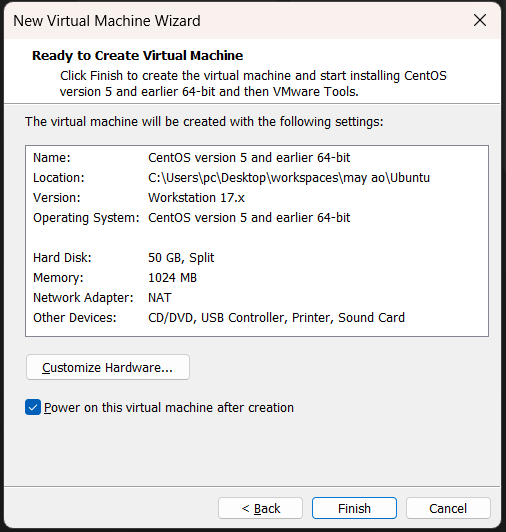 New Virtual Machine Wizard
Ready to Create Virtual Machine
Click Finish to create the virtual machine and start installing CentOS
version 5 and earlier 64-bit and then VMware Tools.
The virtual machine will be created with the following settings:
Name: CentOS version 5 and earlier 64-bit
Location: C:\Users\pc\Desktop\workspaces\may ao\Ubuntu
Version: Workstation 17.x
Operating System: CentOS version 5 and earlier 64-bit
Hard Disk: 50 GB, Split
Memory: 1024 MB
Network Adapter: NAT
Other Devices: CD/DVD, USB Controller, Printer, Sound Card
Customize Hardware...
Power on this virtual machine after creation
< Back Finish Cancel